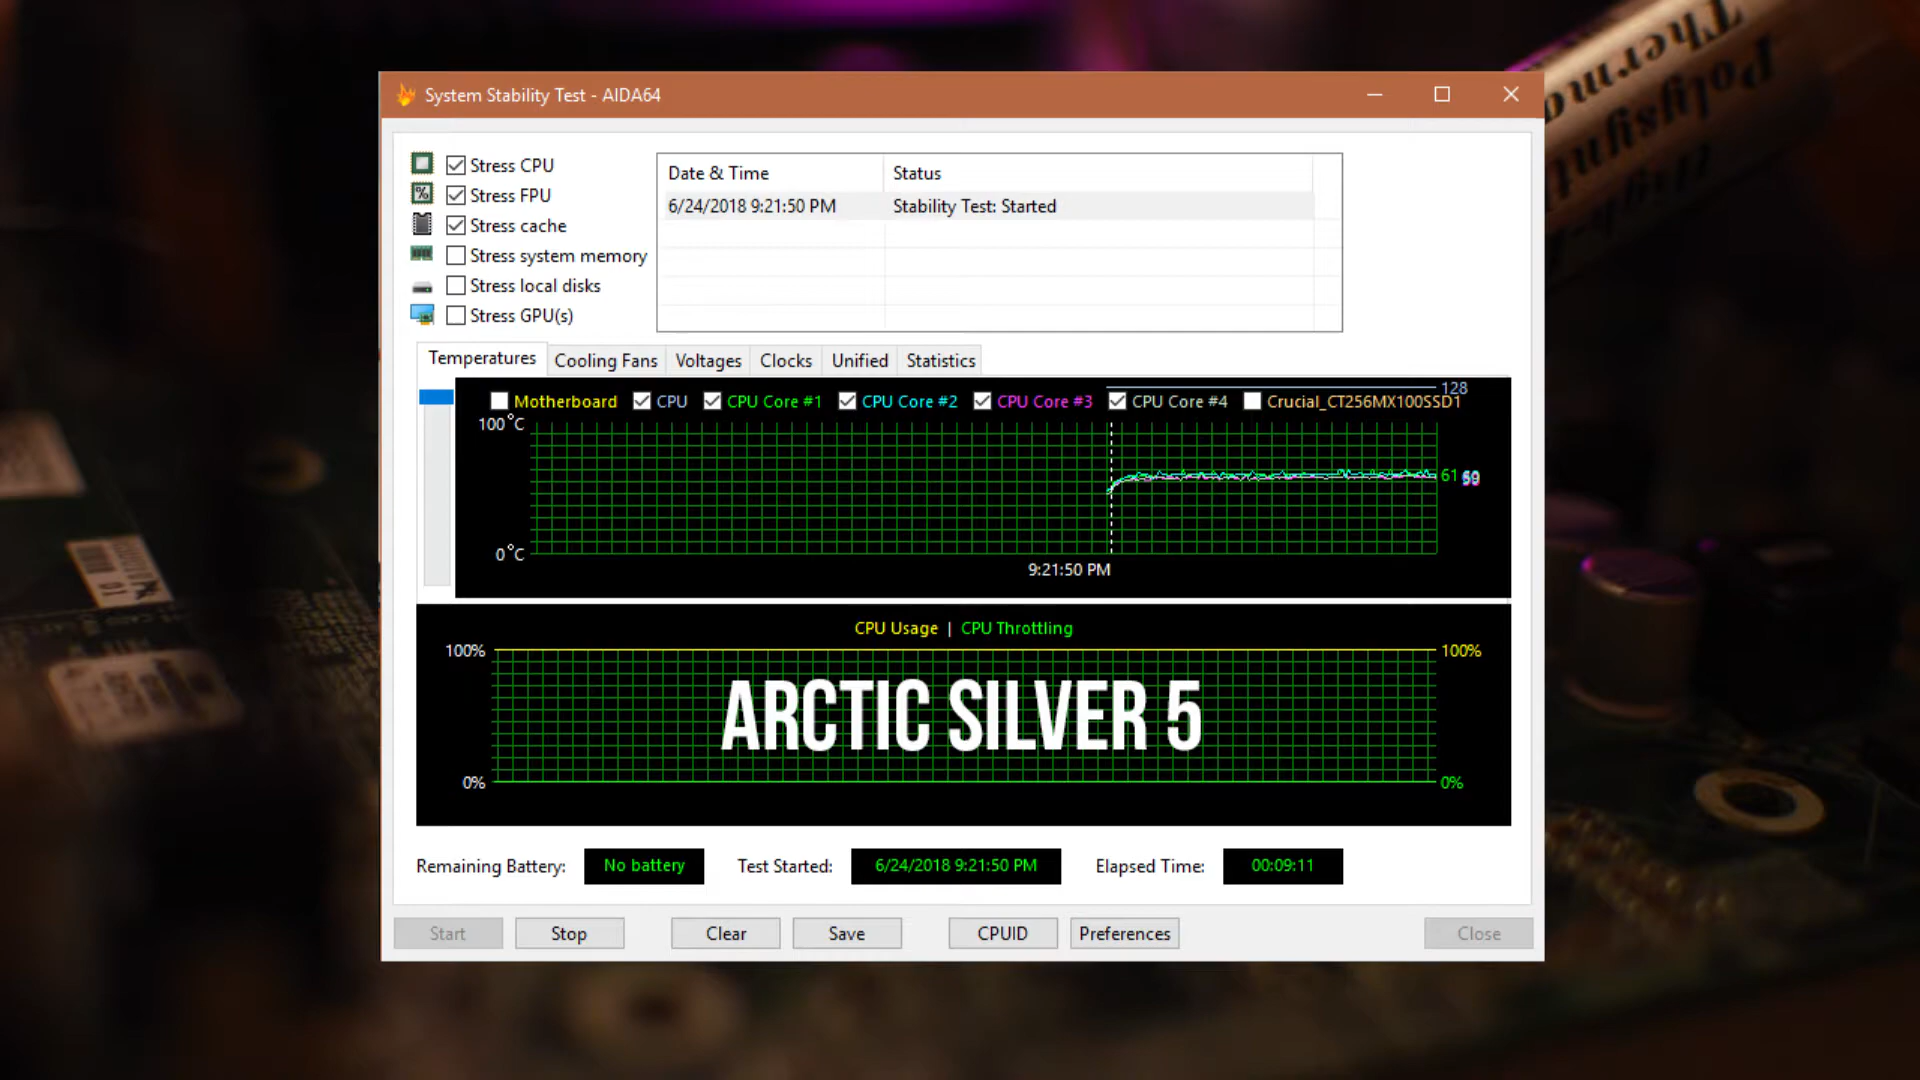 System Stability Test - AIDA64
Stress CPU
Stress FPU
Stress cache
Stress system memory
Stress local disks
Stress GPU(s)
Date & Time Status
6/24/2018 9:21:50 PM Stability Test: Started
Temperatures Cooling Fans Voltages Clocks Unified Statistics
128
Motherboard CPU CPU Core #1 CPU Core #2 CPU Core #3 CPU Core #4 Crucial_CT256MX100SSD1
100°C
61
0°C
9:21:50 PM
CPU Usage | CPU Throttling
100% 100%
ARCTIC SILVER 5
0% 0%
Remaining Battery: No battery Test Started: 6/24/2018 9:21:50 PM Elapsed Time: 00:09:11
Start Stop Clear Save CPUID Preferences Close